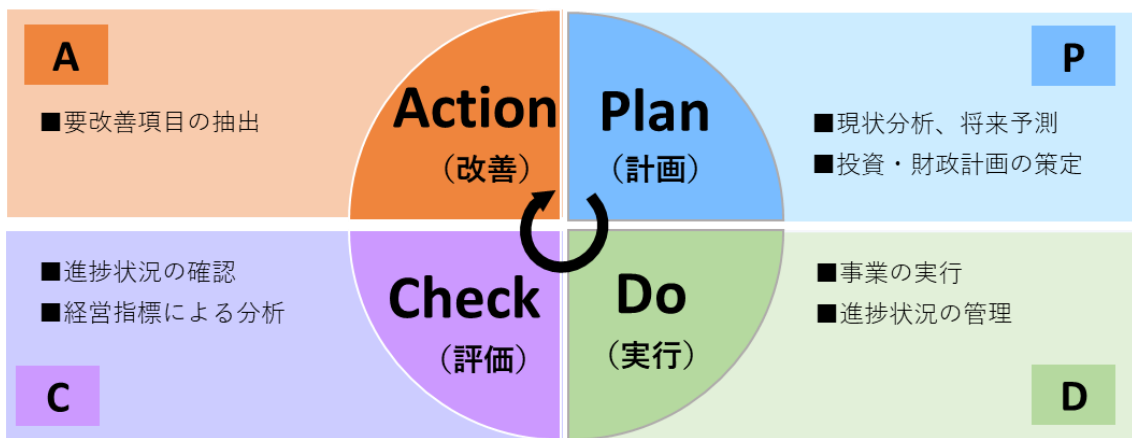 A
■要改善項目の抽出
Action
（改善）
Plan
（計画）
P
■現状分析、将来予測
■投資・財政計画の策定
■進捗状況の確認
■経営指標による分析
C
Check
（評価）
Do
（実行）
■事業の実行
■進捗状況の管理
D